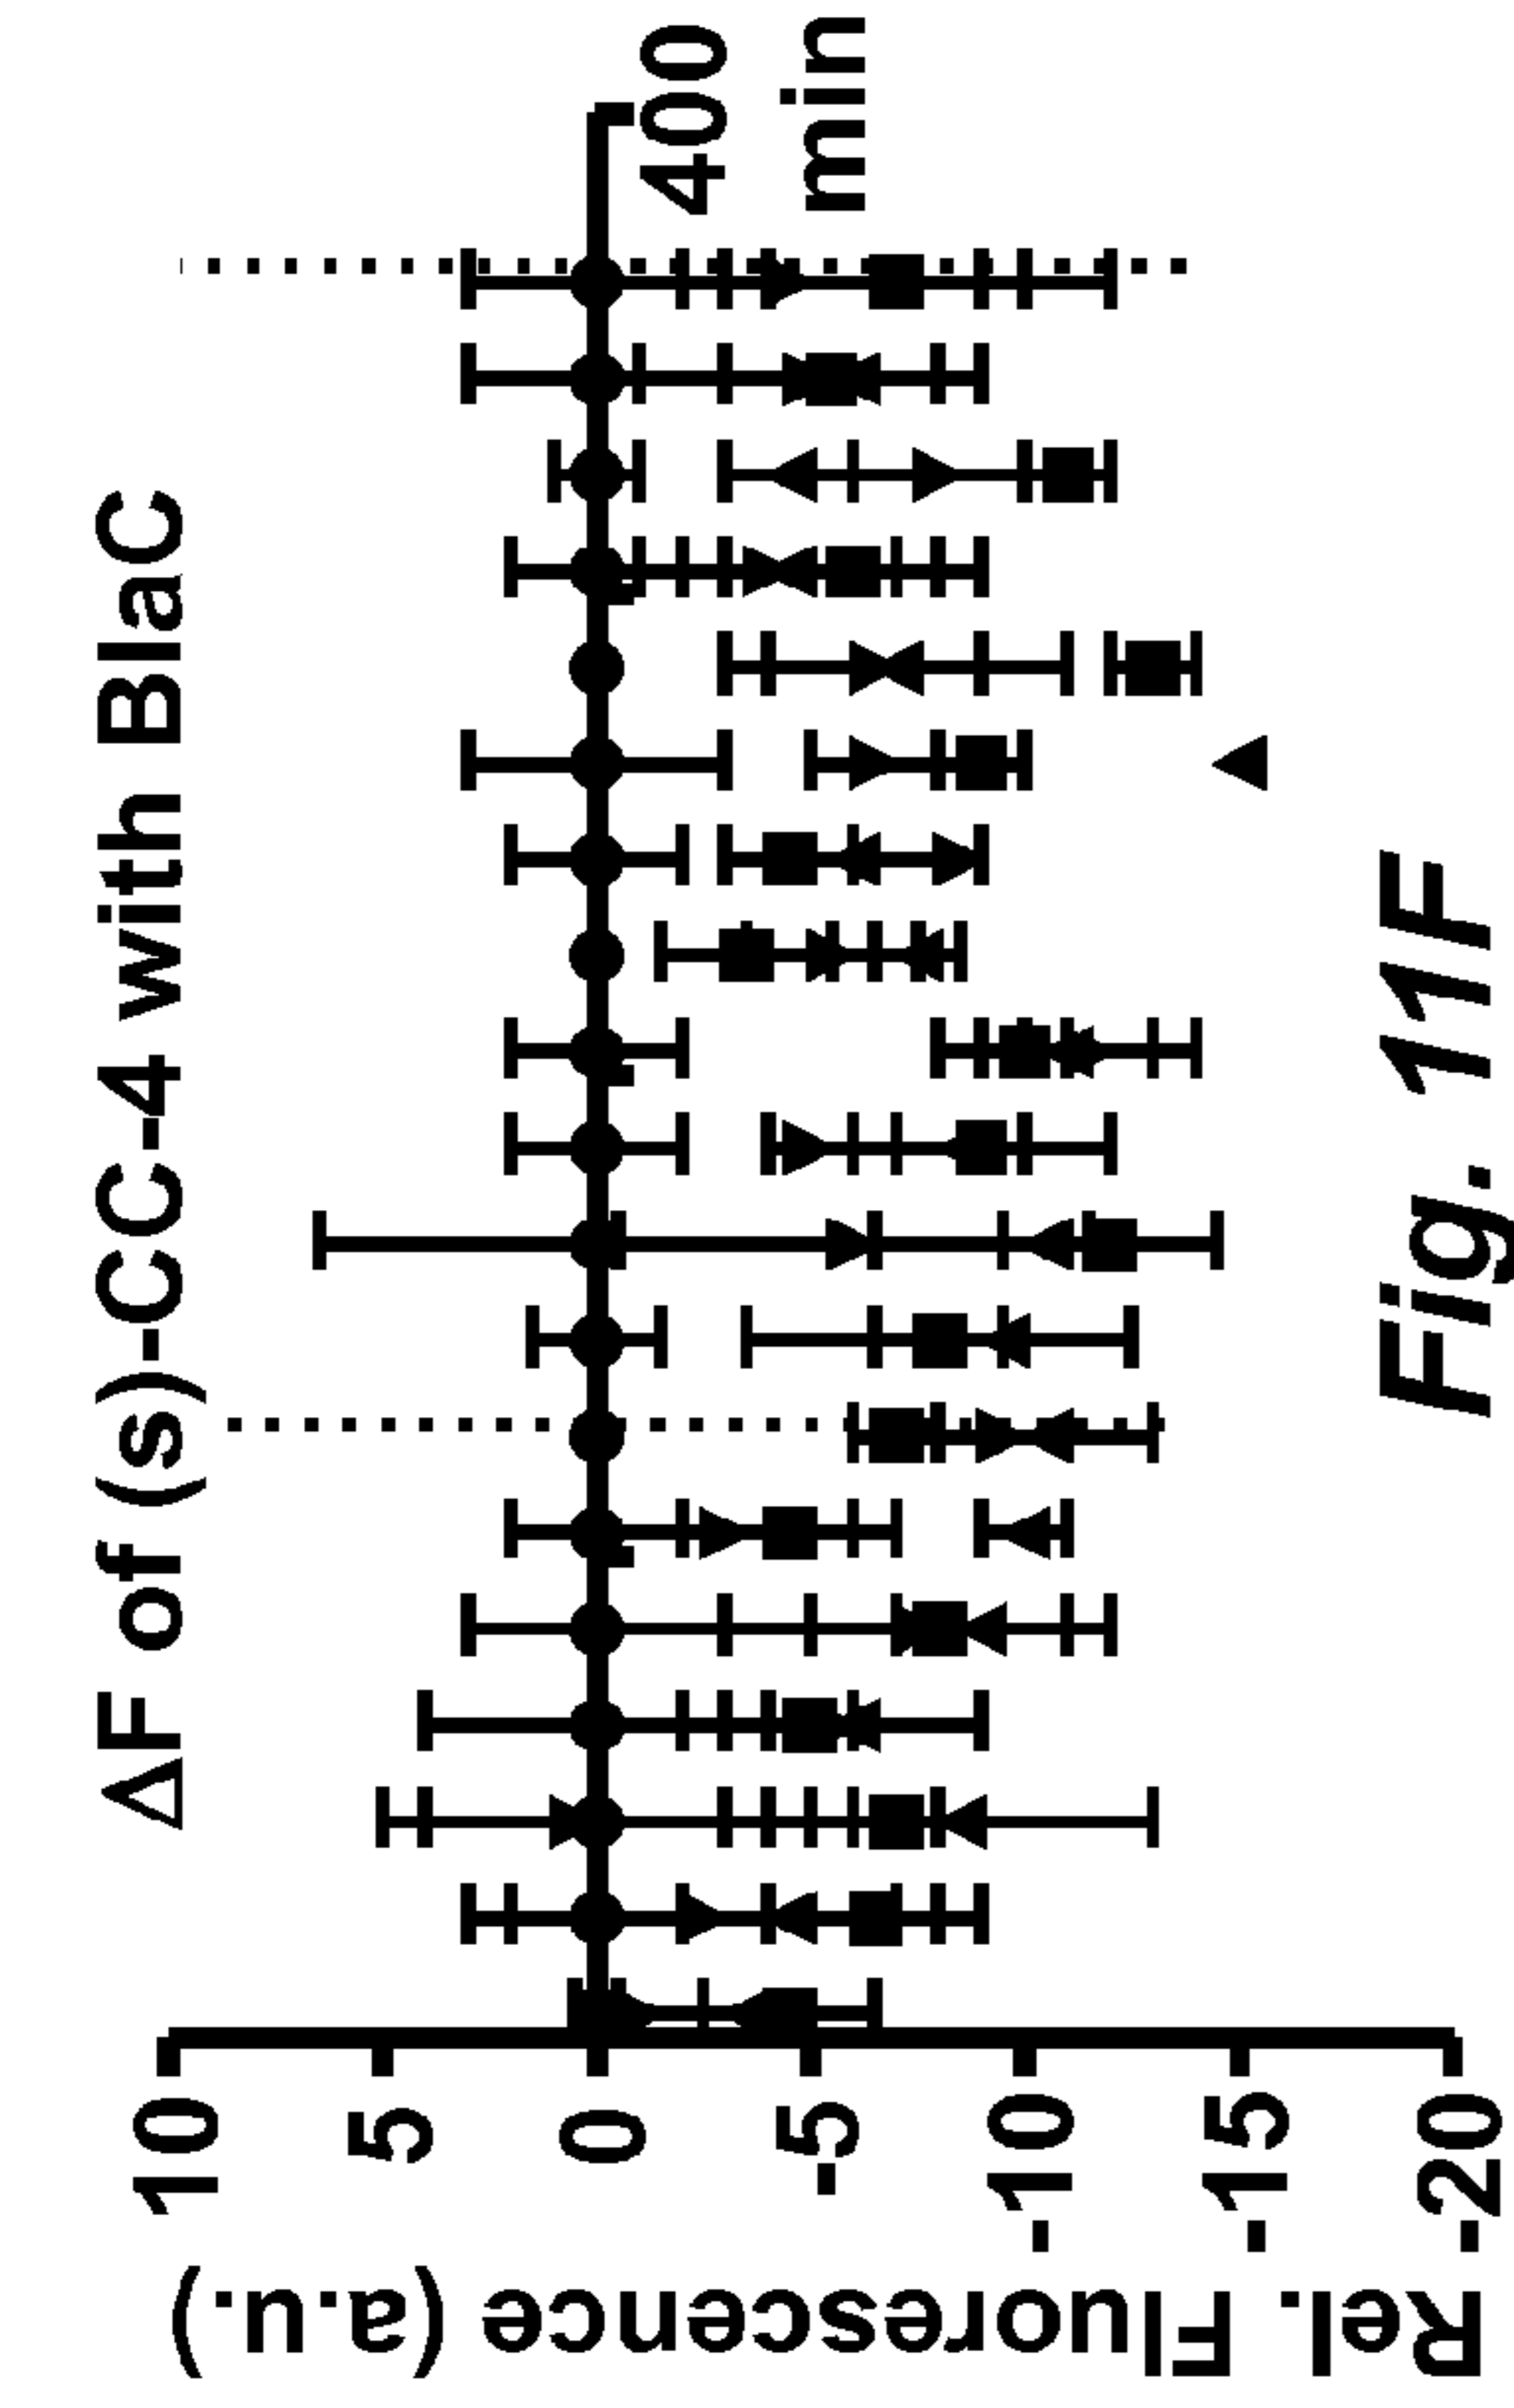 ΔF of (s)-CC-4 with BlaC
Rel. Fluorescence (a.u.)
10
5
0
-5
-10
-15
-20
400
min
Fig. 11F